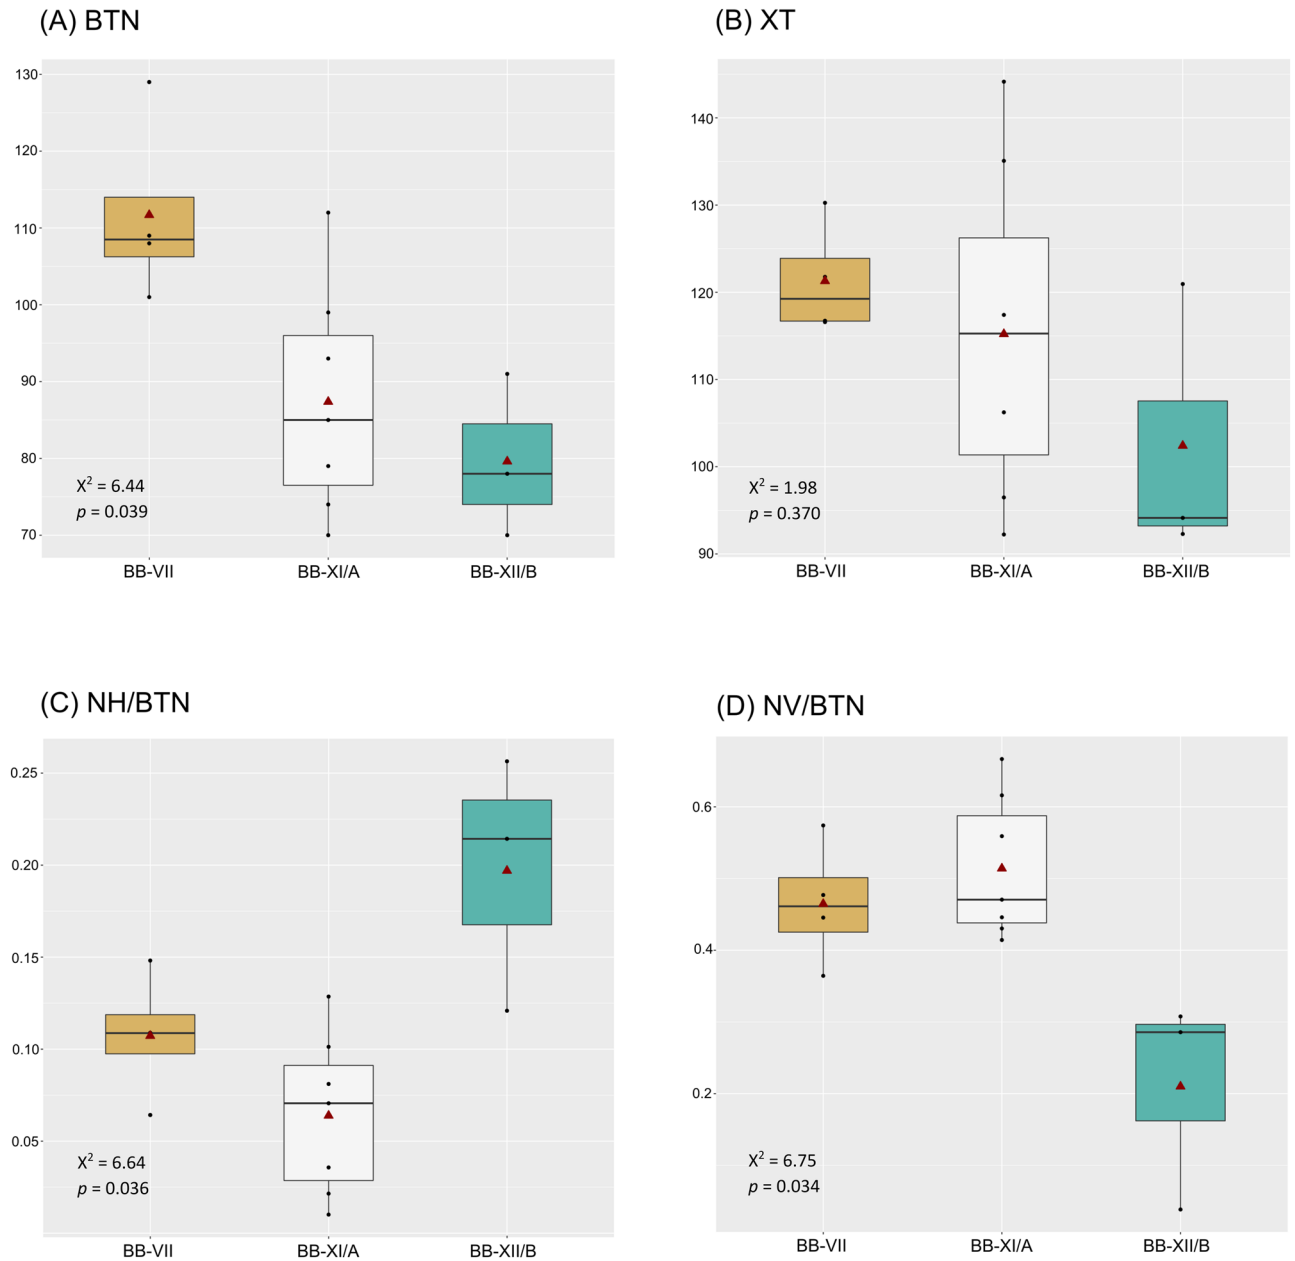 (A) BTN
130
120
110
100
90
80
70
X² = 6.44
p = 0.039
BB-VII BB-XI/A BB-XII/B
(B) XT
140
130
120
110
100
90
X² = 1.98
p = 0.370
BB-VII BB-XI/A BB-XII/B
(C) NH/BTN
0.25
0.20
0.15
0.10
0.05
X² = 6.64
p = 0.036
BB-VII BB-XI/A BB-XII/B
(D) NV/BTN
0.6
0.4
0.2
X² = 6.75
p = 0.034
BB-VII BB-XI/A BB-XII/B